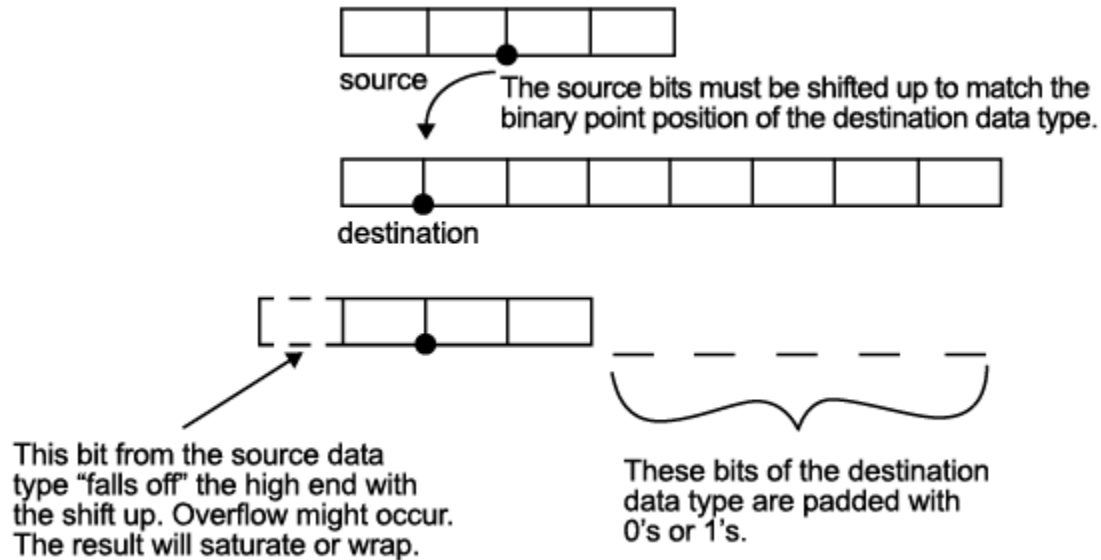 source
The source bits must be shifted up to match the
binary point position of the destination data type.
destination
This bit from the source data
type “falls off” the high end with
the shift up. Overflow might occur.
The result will saturate or wrap.
These bits of the destination
data type are padded with
0's or 1's.